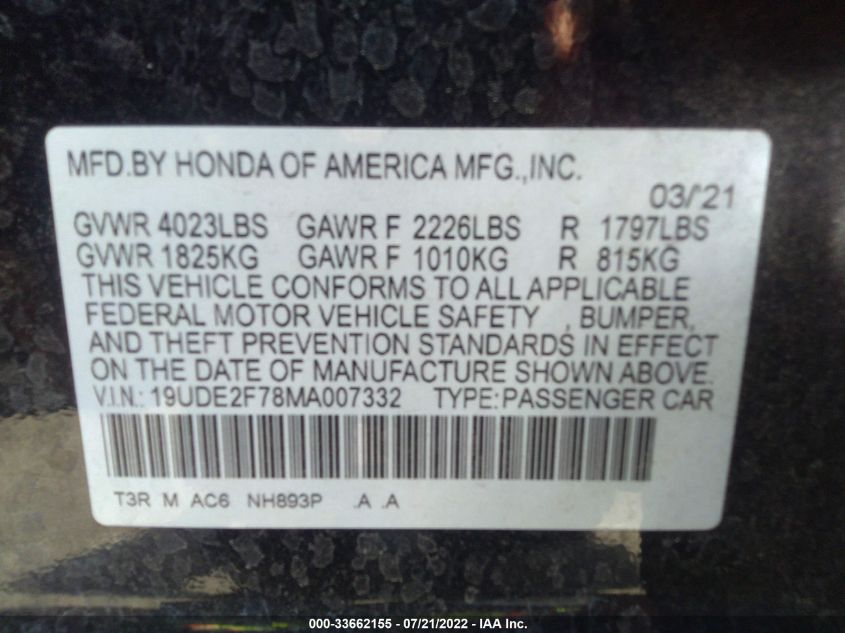 MFD.BY HONDA OF AMERICA MFG.,INC.
03/'21
GVWR 4023LBS GAWR F 2226LBS R 1797LBS
GVWR 1825KG GAWR F 1010KG R 815KG
THIS VEHICLE CONFORMS TO ALL APPLICABLE
FEDERAL MOTOR VEHICLE SAFETY , BUMPER,
AND THEFT PREVENTION STANDARDS IN EFFECT
ON THE DATE OF MANUFACTURE SHOWN ABOVE.
V.I.N.: 19UDE2F78MA007332 TYPE:PASSENGER CAR
T3R M AC6 NH893P .A .A
000-33662155 - 07/21/2022 - IAA Inc.